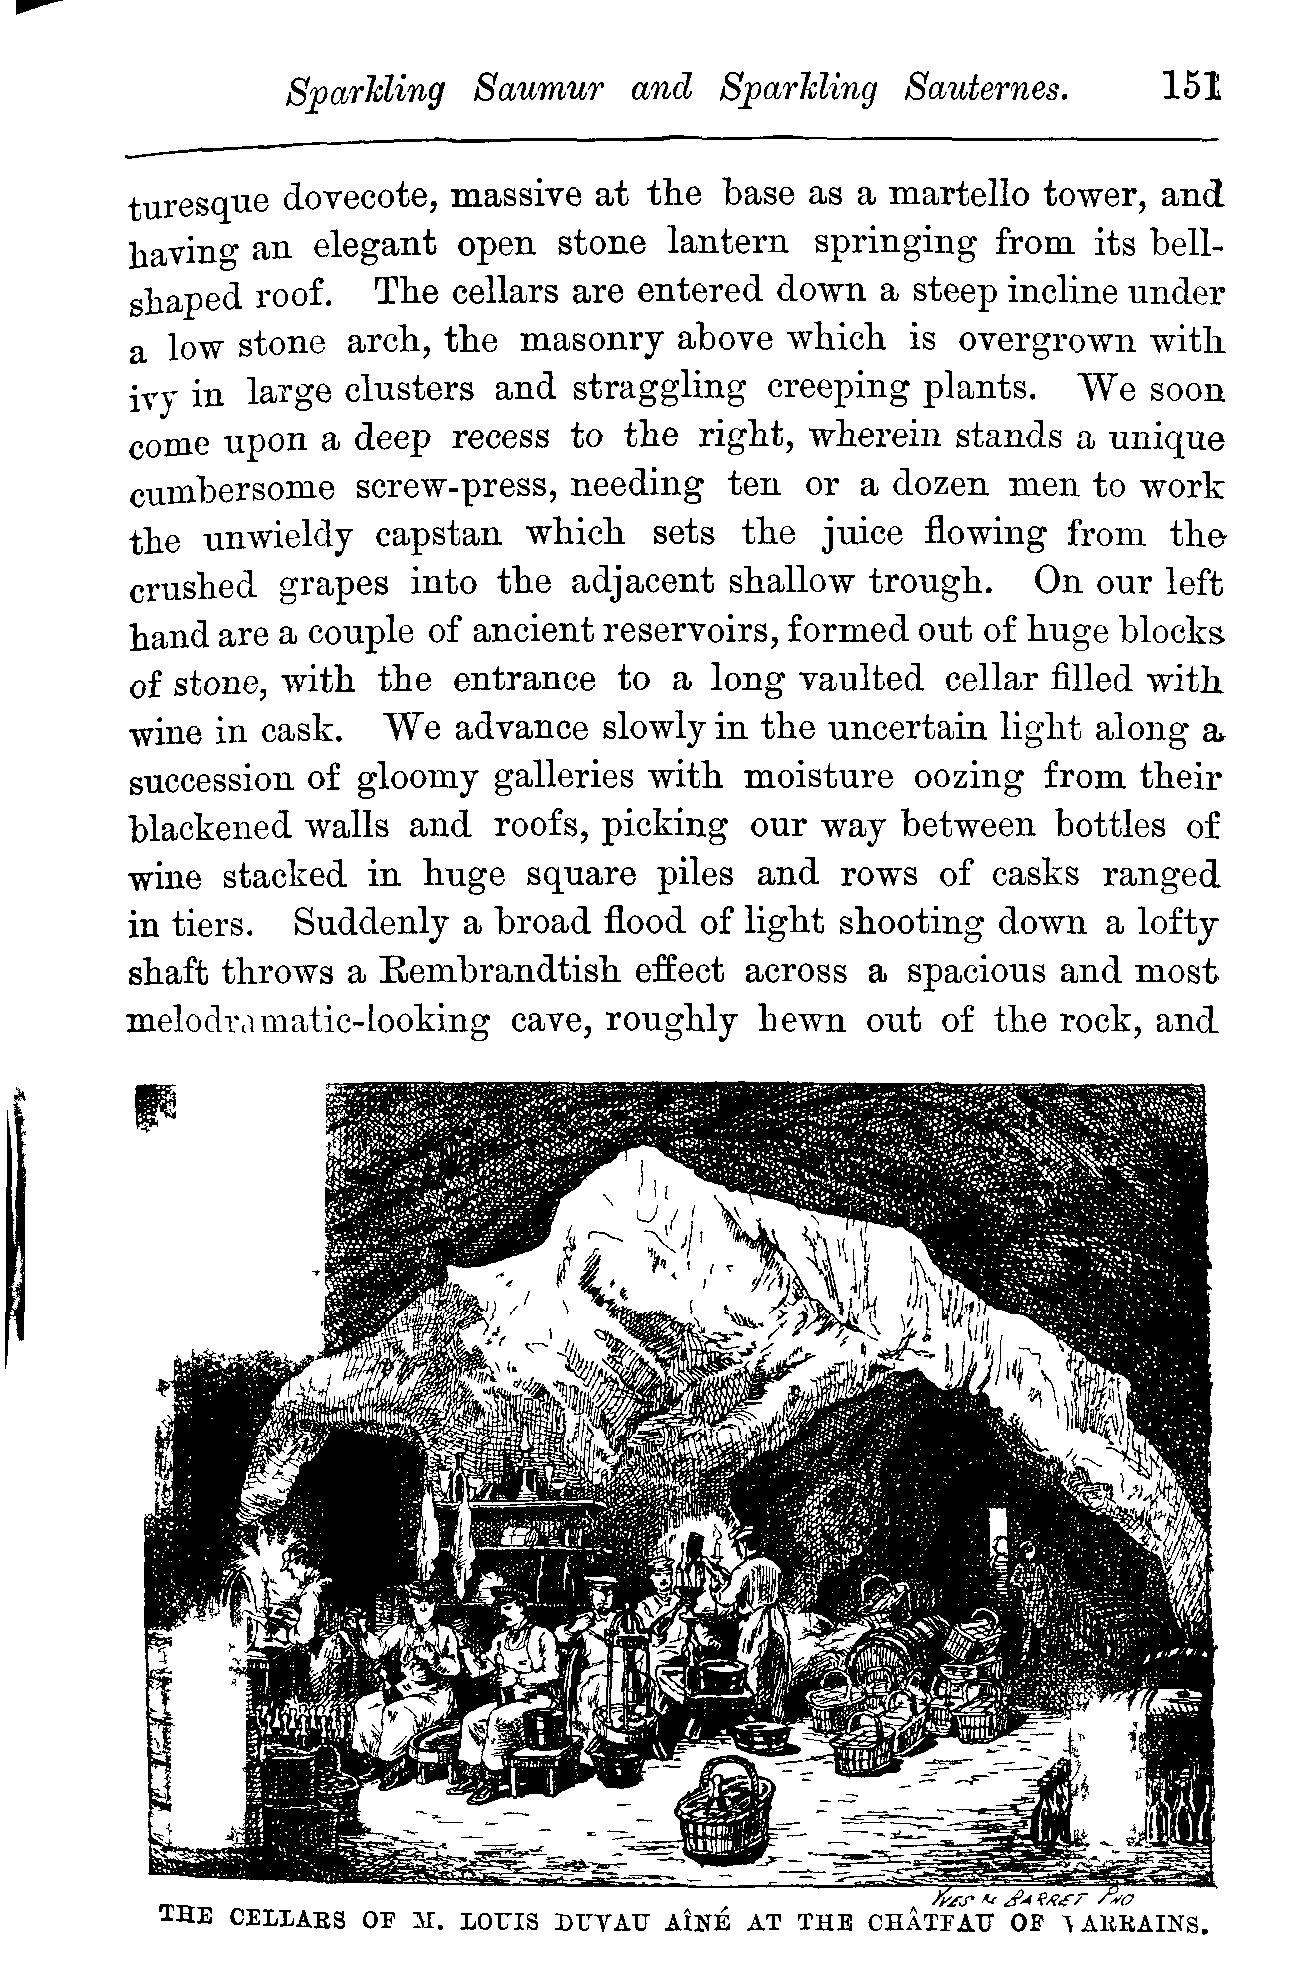 Sparkling Saumur and Sparkling Sauternes. 151
turesque dovecote, massive at the base as a martello tower, and
having an elegant open stone lantern springing from its bell-
shaped roof. The cellars are entered down a steep incline under
a low stone arch, the masonry above which is overgrown with
ivy in large clusters and straggling creeping plants. We soon
come upon a deep recess to the right, wherein stands a unique
cumbersome screw-press, needing ten or a dozen men to work
the unwieldy capstan which sets the juice flowing from the
crushed grapes into the adjacent shallow trough. On our left
hand are a couple of ancient reservoirs, formed out of huge blocks
of stone, with the entrance to a long vaulted cellar filled with
wine in cask. We advance slowly in the uncertain light along a
succession of gloomy galleries with moisture oozing from their
blackened walls and roofs, picking our way between bottles of
wine stacked in huge square piles and rows of casks ranged
in tiers. Suddenly a broad flood of light shooting down a lofty
shaft throws a Rembrandtish effect across a spacious and most
melodramatic-looking cave, roughly hewn out of the rock, and
YVES & BARRET
THE CELLARS OF M. LOUIS DUVAU AÎNÉ AT THE CHÂTEAU OF VARRAINS.